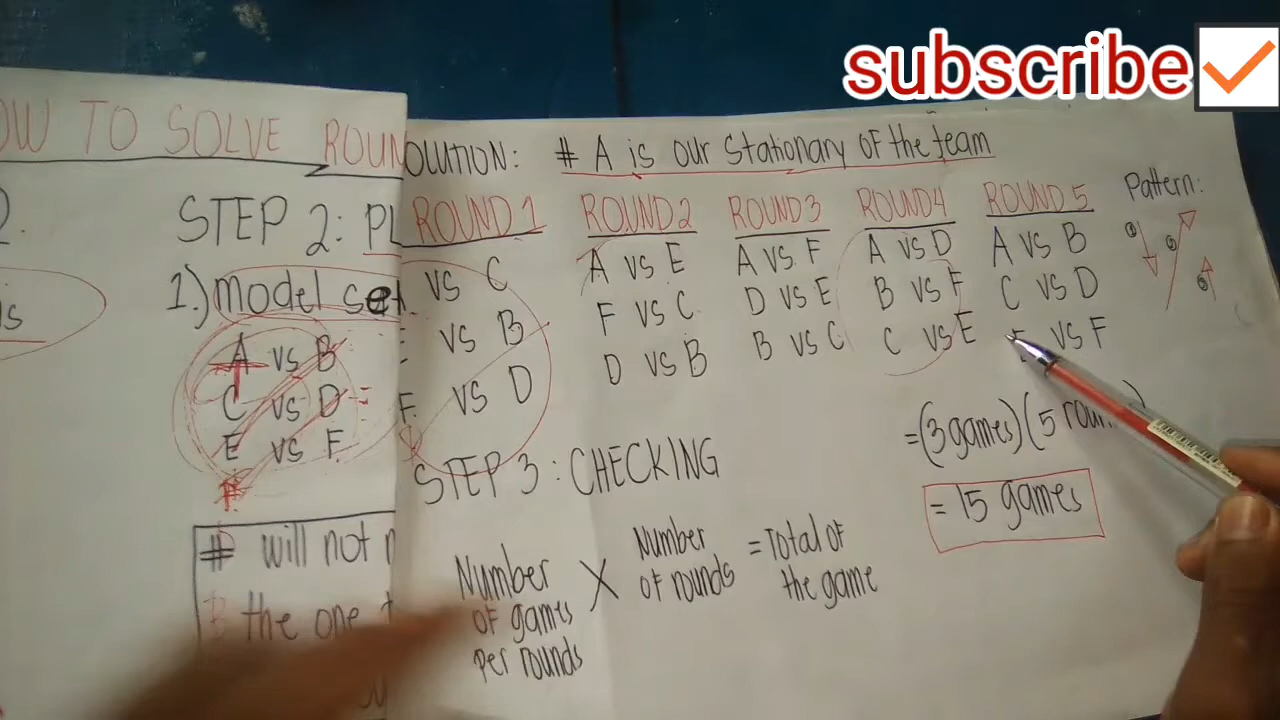 subscribe
OW TO SOLVE ROUN
STEP 2: PL
1.) model set
A vs B
C vs D =
E vs F
# will not
the one
OLUTION: # A is our Stationary of the team
ROUND 1
vs C
vs B
F vs D
ROUND 2
A vs E
F vs C
D vs B
ROUND 3
A vs F
D vs E
B vs C
ROUND 4
A vs D
B vs F
C vs E
ROUND 5
A vs B
C vs D
E vs F
Pattern:
STEP 3: CHECKING
Number of games per rounds X Number of rounds = Total of the game
=(3 games)(5 roun
= 15 games